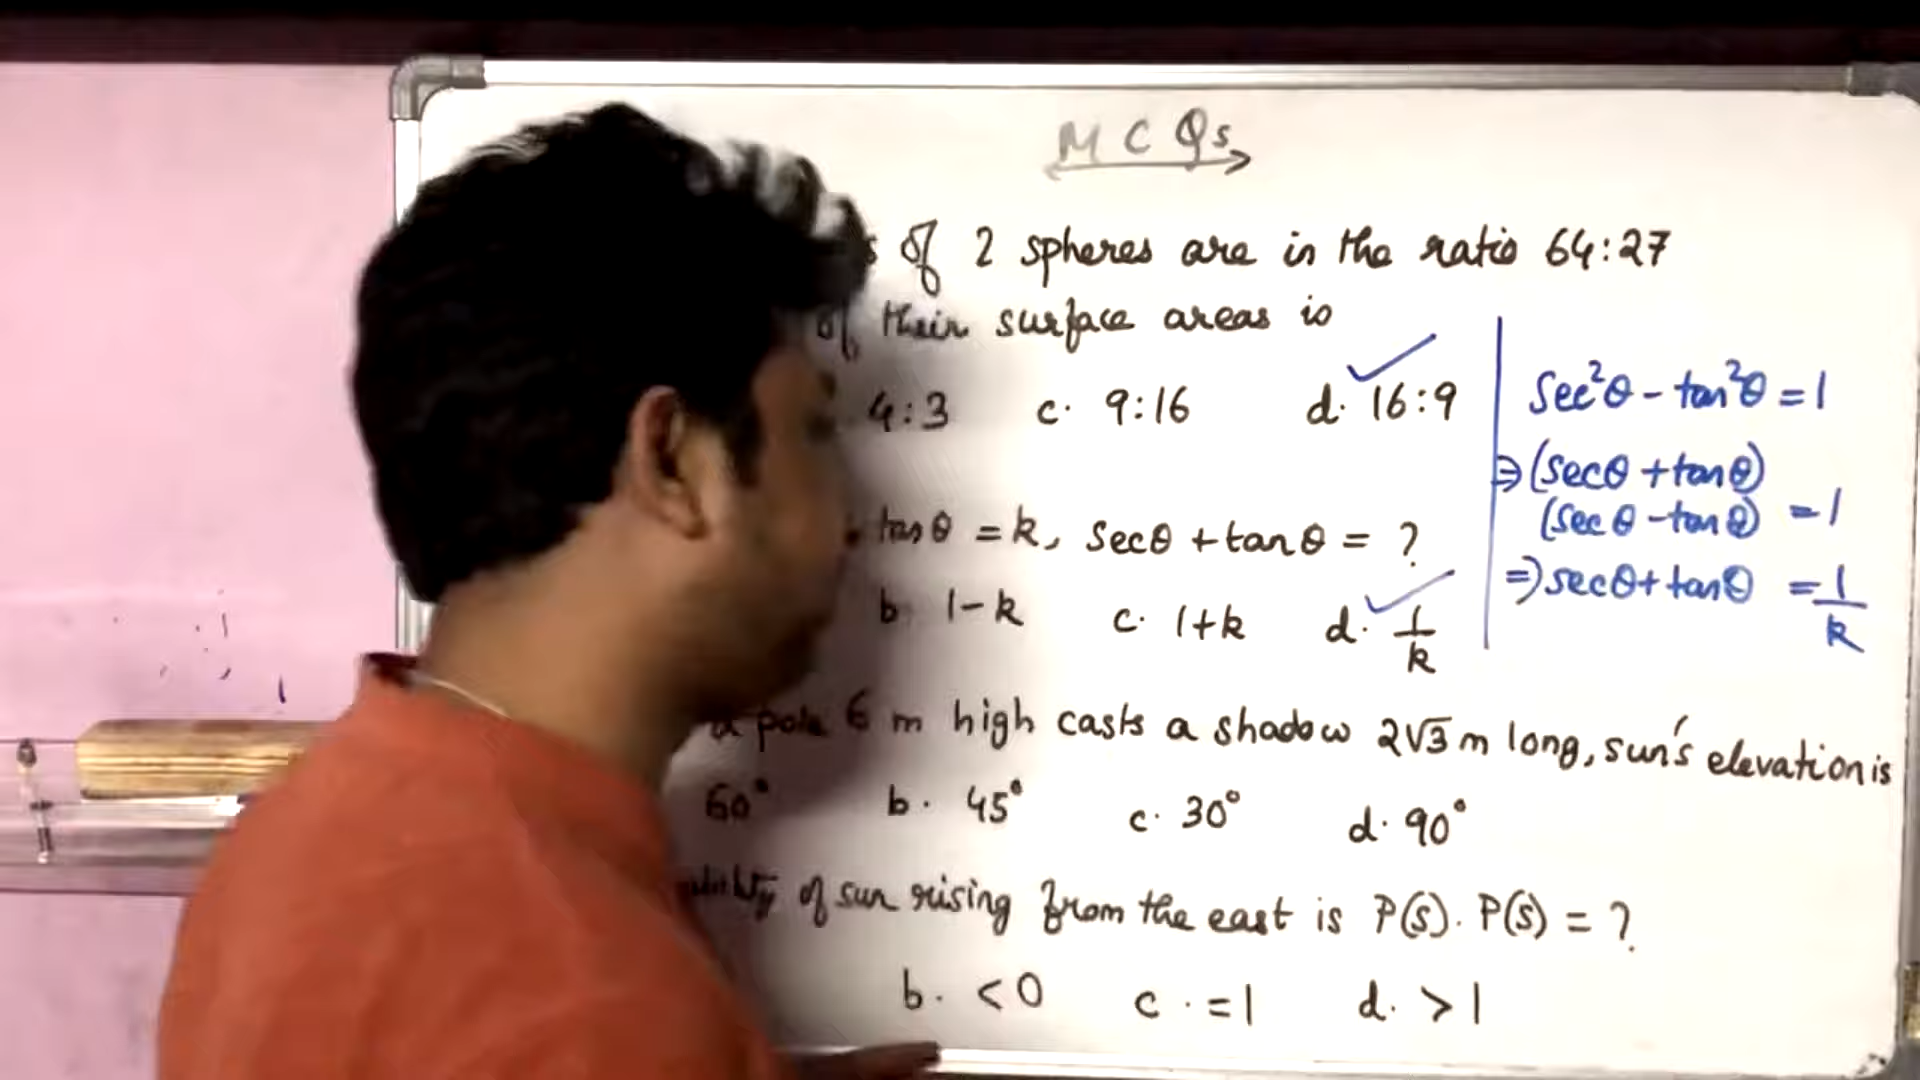 MCQs
of 2 spheres are in the ratio 64:27
of their surface areas is
4:3 c. 9:16 d. 16:9
tanθ = k, secθ + tanθ = ?
b. 1-k c. 1+k d. 1/k
sec²θ - tan²θ = 1
⇒ (secθ + tanθ)
(secθ - tanθ) = 1
⇒ secθ + tanθ = 1/k
a pole 6 m high casts a shadow 2√3 m long, sun's elevation is
60° b. 45° c. 30° d. 90°
of sun rising from the east is P(S). P(S) = ?
b. <0 c. =1 d. >1